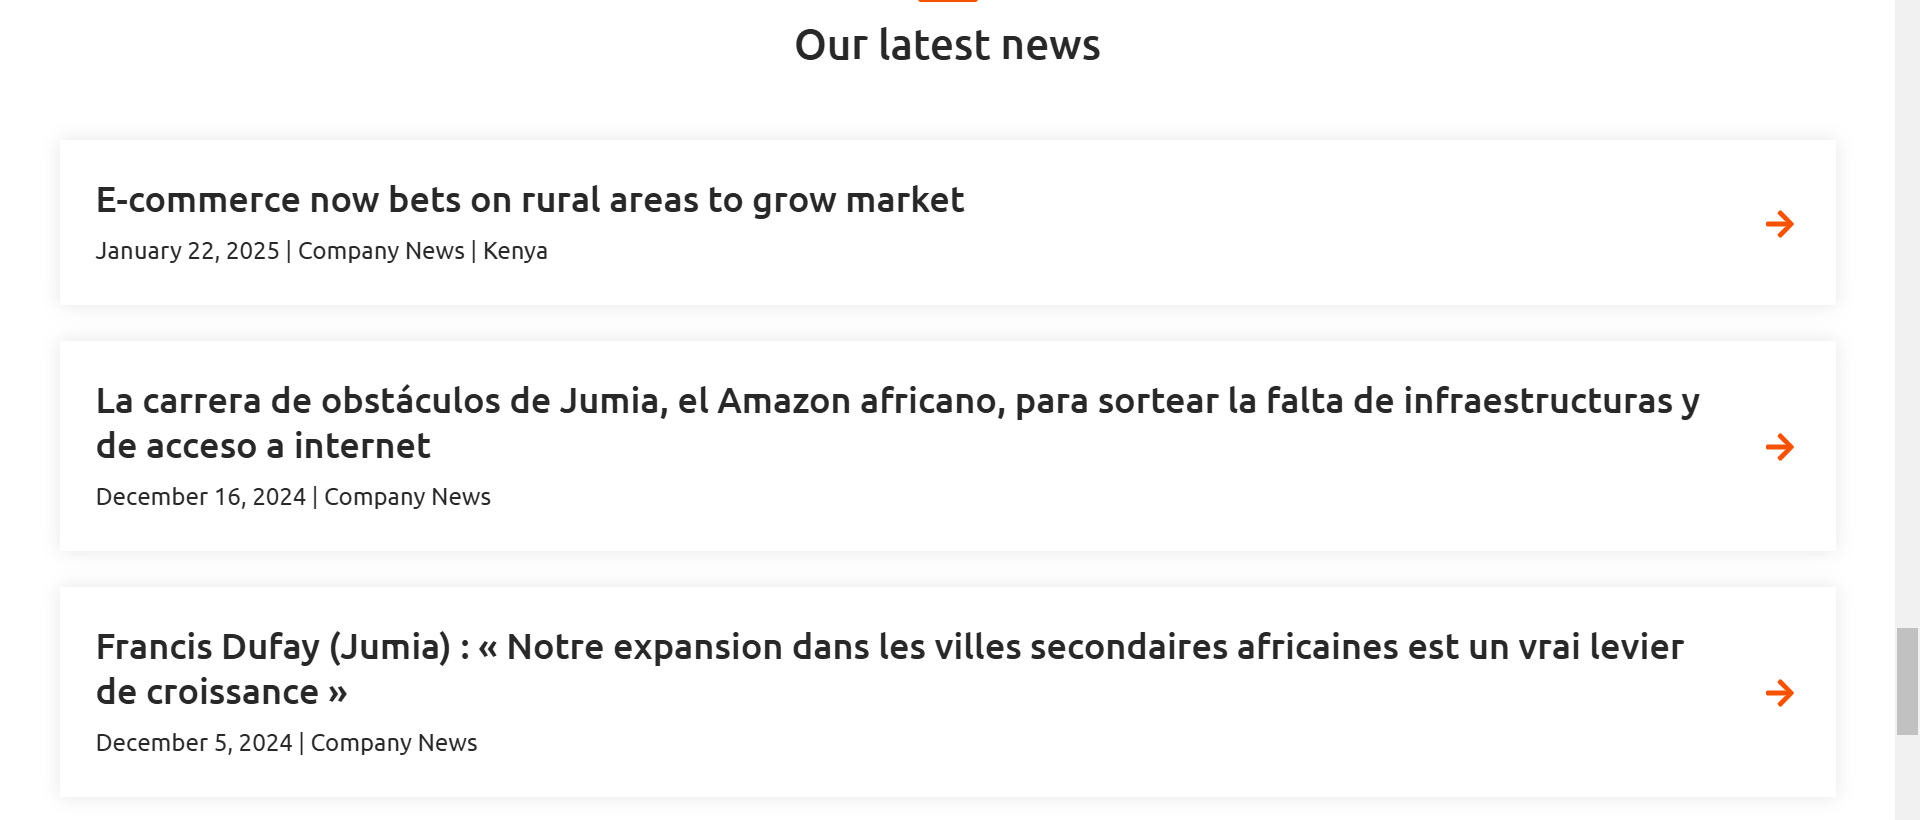 Our latest news
E-commerce now bets on rural areas to grow market
January 22, 2025 | Company News | Kenya
La carrera de obstáculos de Jumia, el Amazon africano, para sortear la falta de infraestructuras y
de acceso a internet
December 16, 2024 | Company News
Francis Dufay (Jumia) : « Notre expansion dans les villes secondaires africaines est un vrai levier
de croissance »
December 5, 2024 | Company News